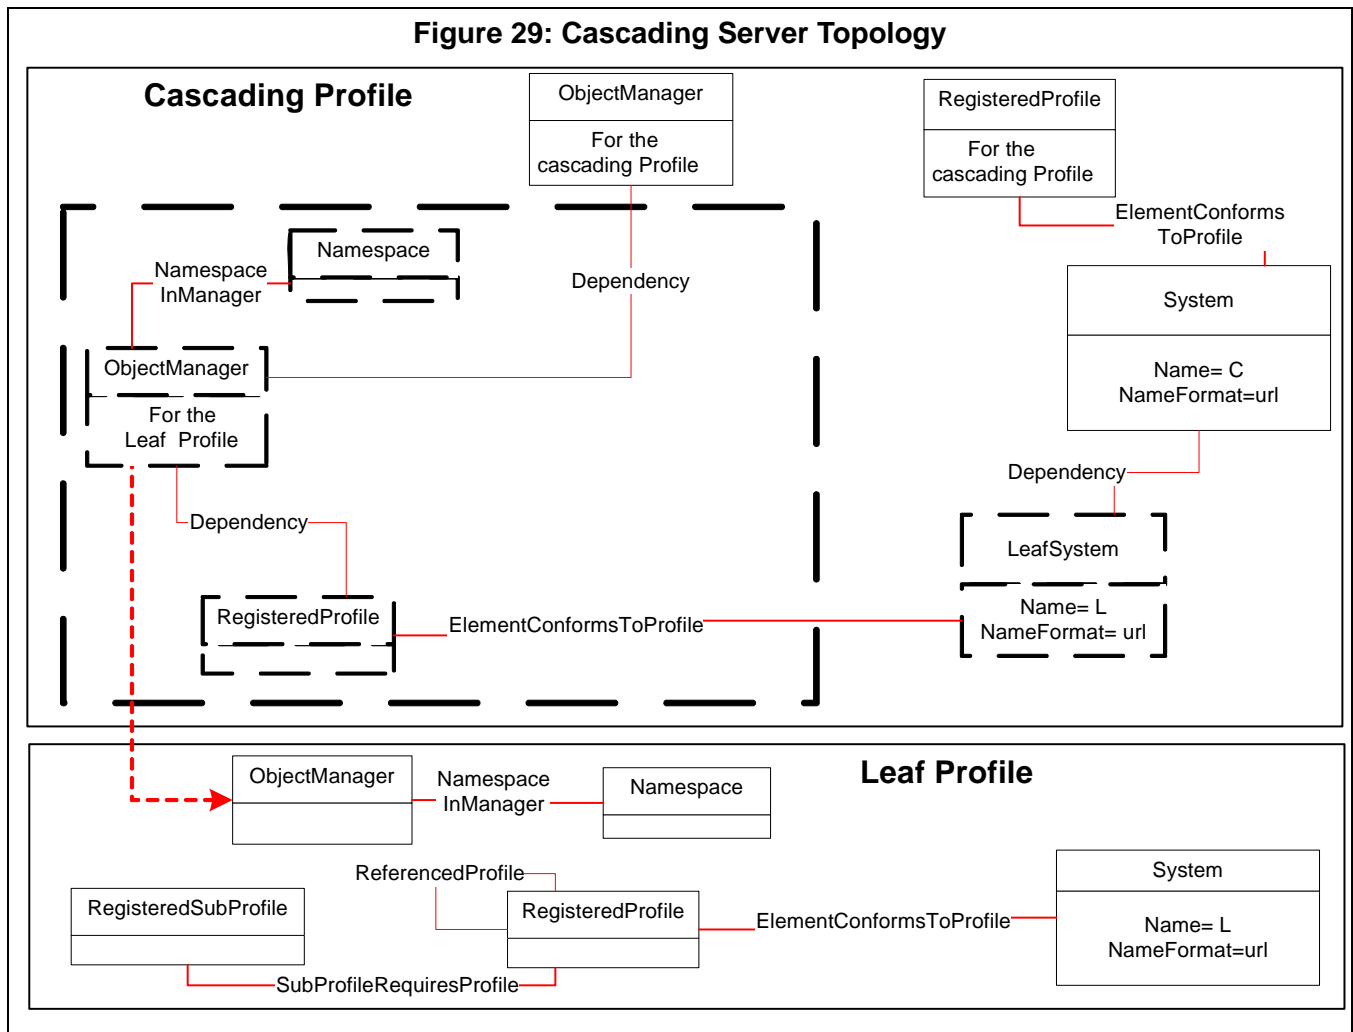 Figure 29: Cascading Server Topology
Cascading Profile
ObjectManager
For the
cascading Profile
RegisteredProfile
For the
cascading Profile
ElementConforms
ToProfile
Namespace
Namespace
InManager
Dependency
System
Name= C
NameFormat=url
ObjectManager
For the
Leaf Profile
Dependency
Dependency
LeafSystem
Name= L
NameFormat= url
RegisteredProfile
ElementConformsToProfile
Leaf Profile
ObjectManager
Namespace
InManager
Namespace
ReferencedProfile
RegisteredSubProfile
RegisteredProfile
ElementConformsToProfile
System
Name= L
NameFormat=url
SubProfileRequiresProfile